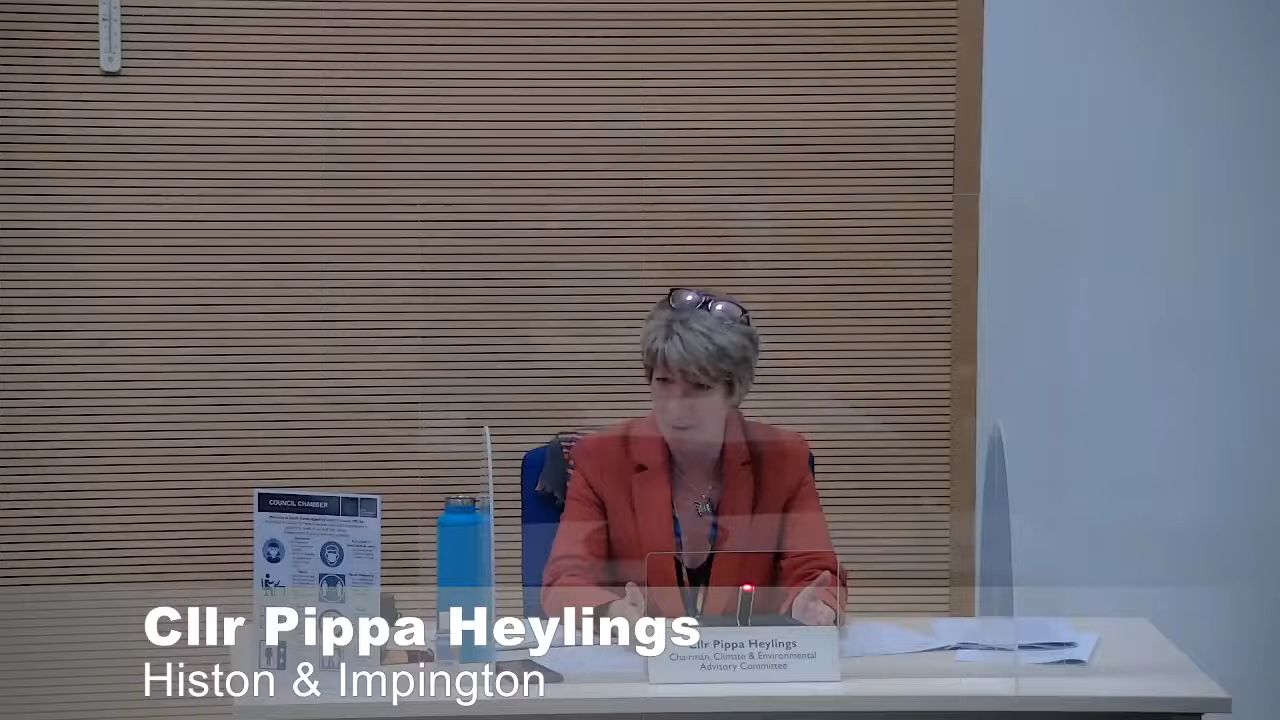 COUNCIL CHAMBER
Cllr Pippa Heylings
Histon & Impington
Cllr Pippa Heylings
Chairman, Climate & Environmental
Advisory Committee